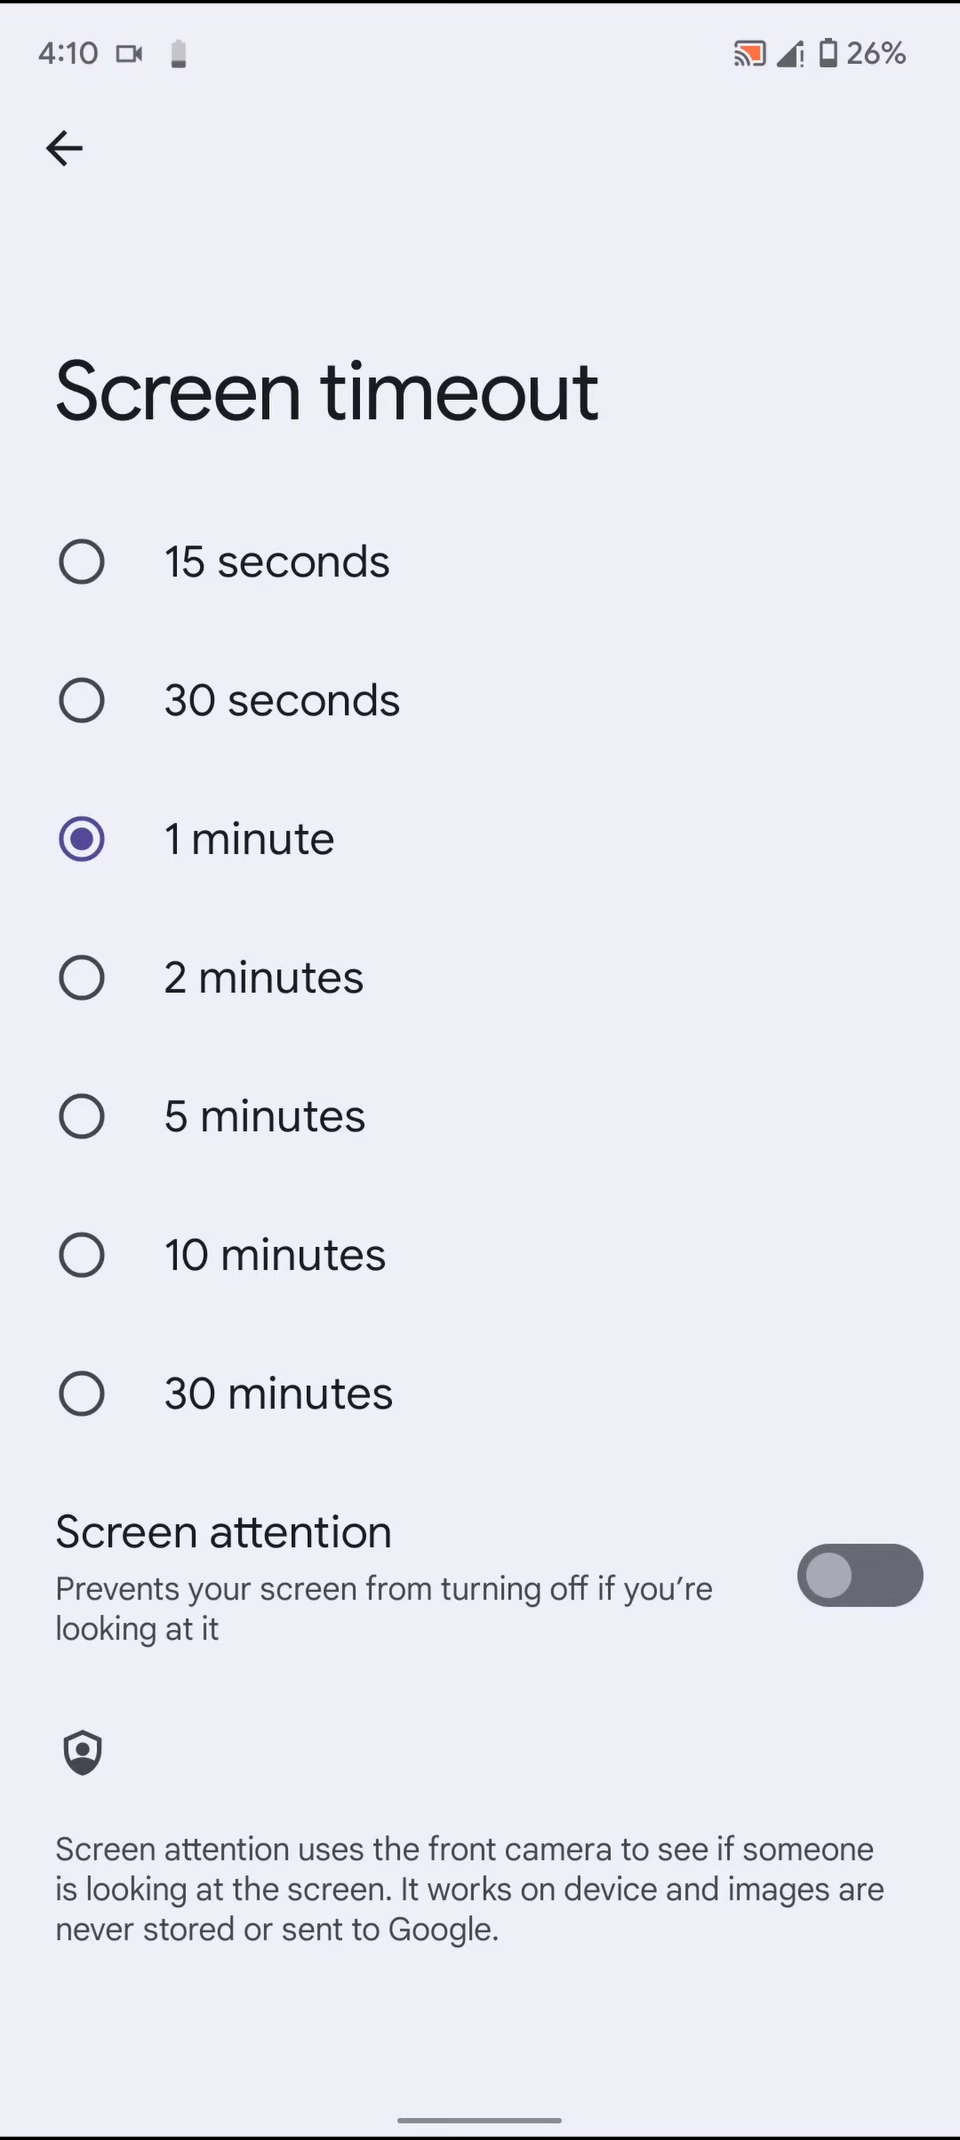 4:10
26%
Screen timeout
15 seconds
30 seconds
1 minute
2 minutes
5 minutes
10 minutes
30 minutes
Screen attention
Prevents your screen from turning off if you’re
looking at it
Screen attention uses the front camera to see if someone
is looking at the screen. It works on device and images are
never stored or sent to Google.